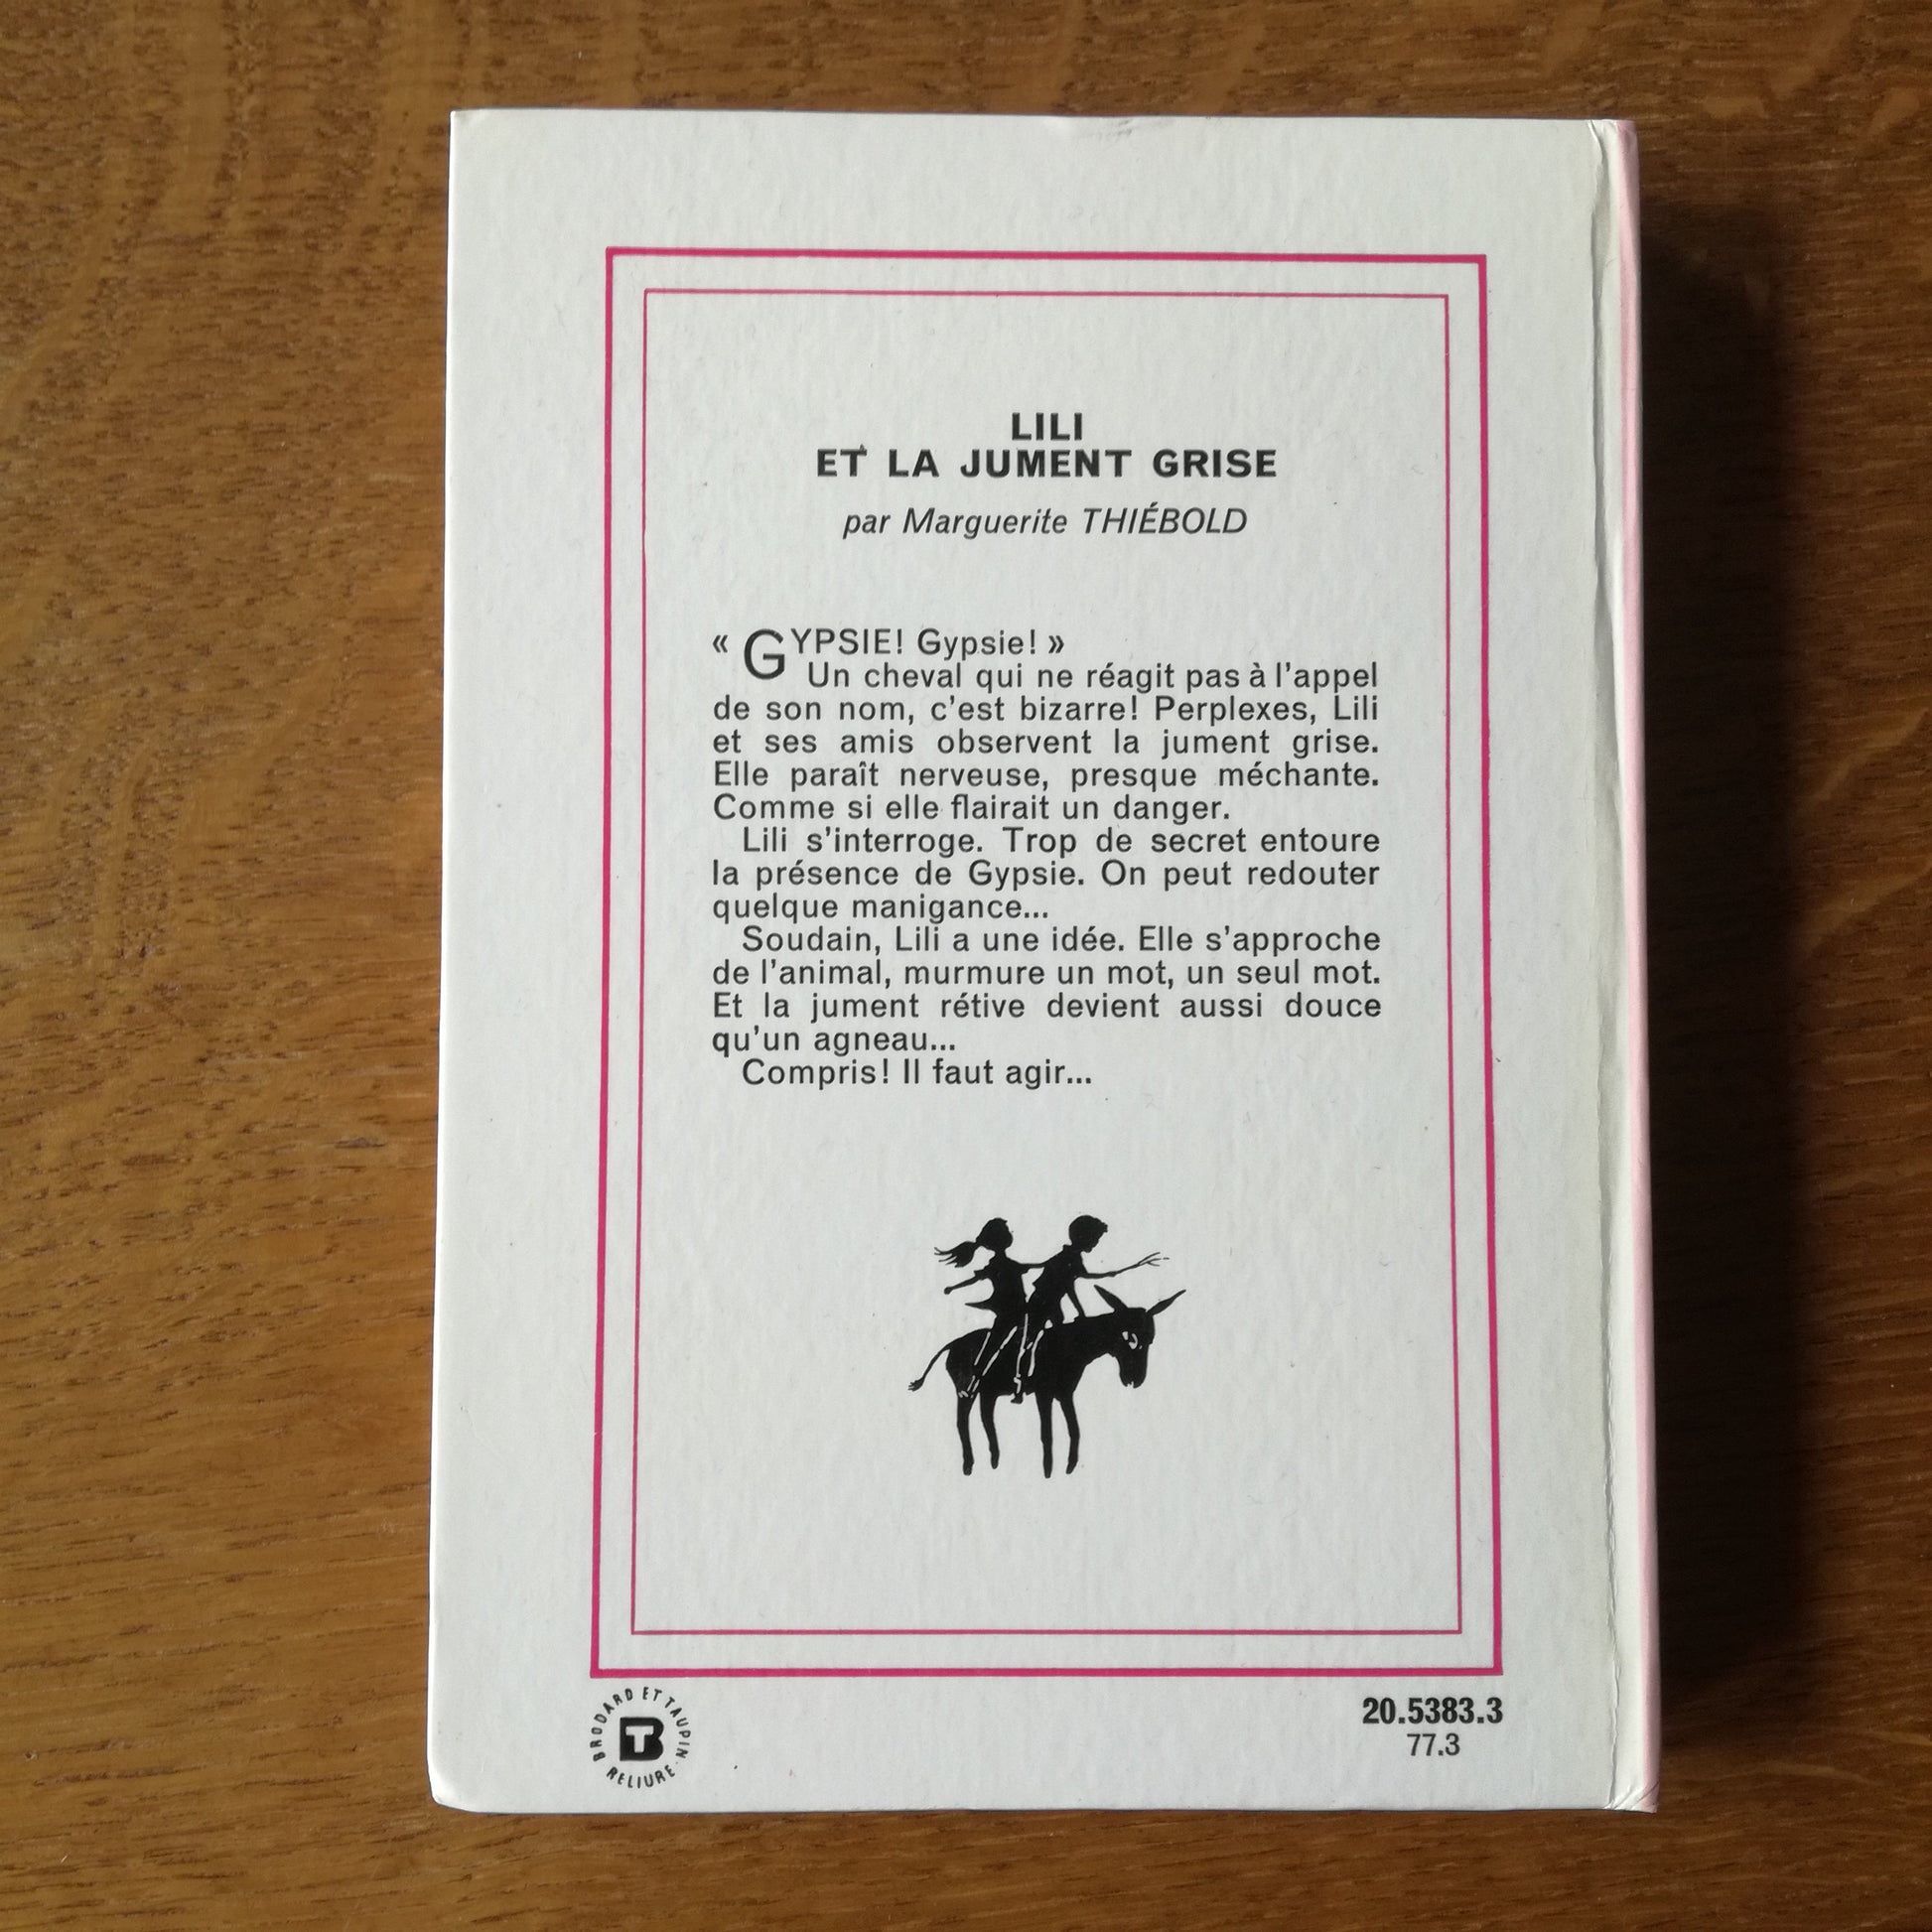 LILI
ET LA JUMENT GRISE
par Marguerite THIÉBOLD
« GYPSIE! Gypsie! »
Un cheval qui ne réagit pas à l'appel
de son nom, c'est bizarre! Perplexes, Lili
et ses amis observent la jument grise.
Elle paraît nerveuse, presque méchante.
Comme si elle flairait un danger.
Lili s'interroge. Trop de secret entoure
la présence de Gypsie. On peut redouter
quelque manigance...
Soudain, Lili a une idée. Elle s'approche
de l'animal, murmure un mot, un seul mot.
Et la jument rétive devient aussi douce
qu'un agneau...
Compris! Il faut agir...
BRODARD ET TAUPIN.
BT
RELIURE.
20.5383.3
77.3